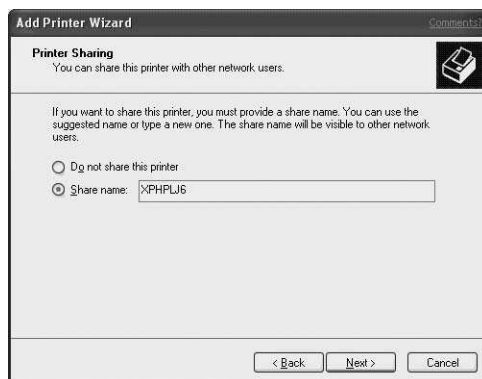 Add Printer Wizard
Comments?
Printer Sharing
You can share this printer with other network users.
If you want to share this printer, you must provide a share name. You can use the
suggested name or type a new one. The share name will be visible to other network
users.
Do not share this printer
Share name: XPHPLJ6
< Back Next > Cancel